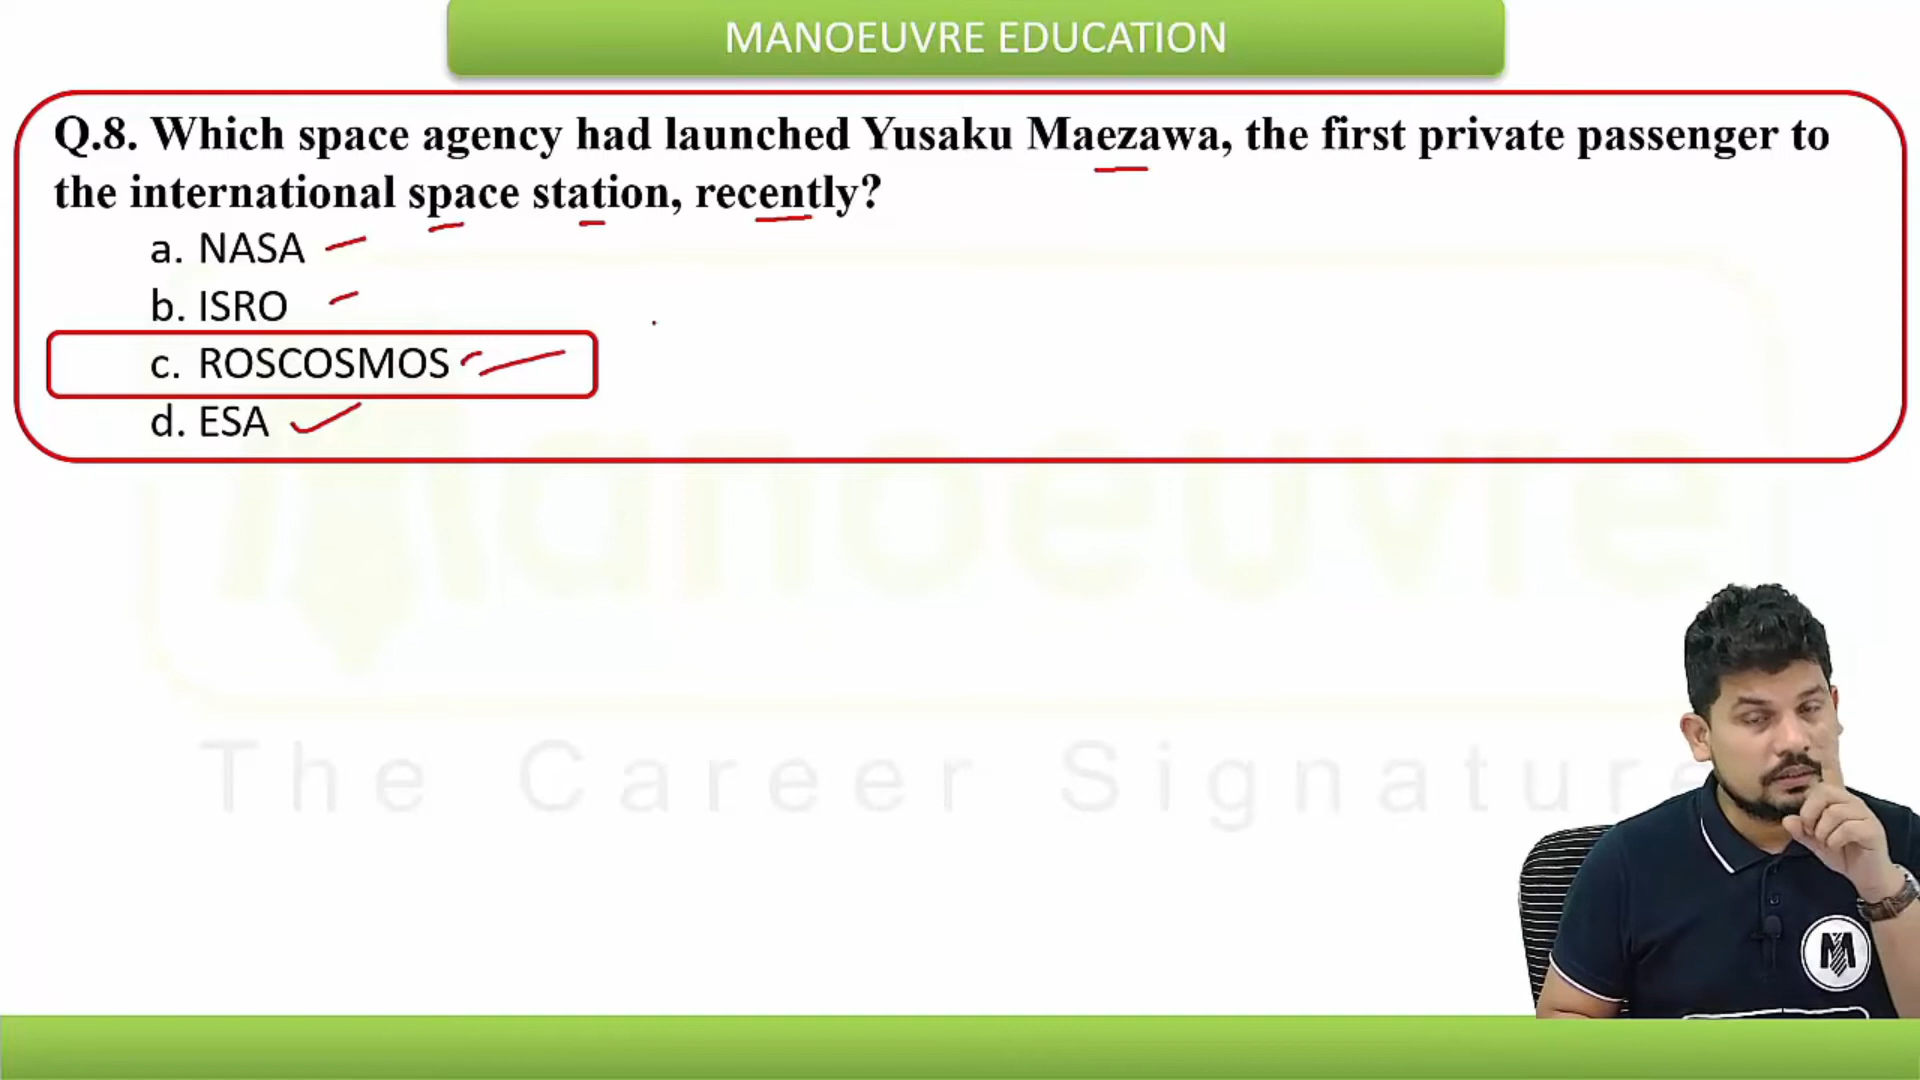 MANOEUVRE EDUCATION
Q.8. Which space agency had launched Yusaku Maezawa, the first private passenger to
the international space station, recently?
a. NASA
b. ISRO
c. ROSCOSMOS
d. ESA
Manoeuvre
The Career Signature
M